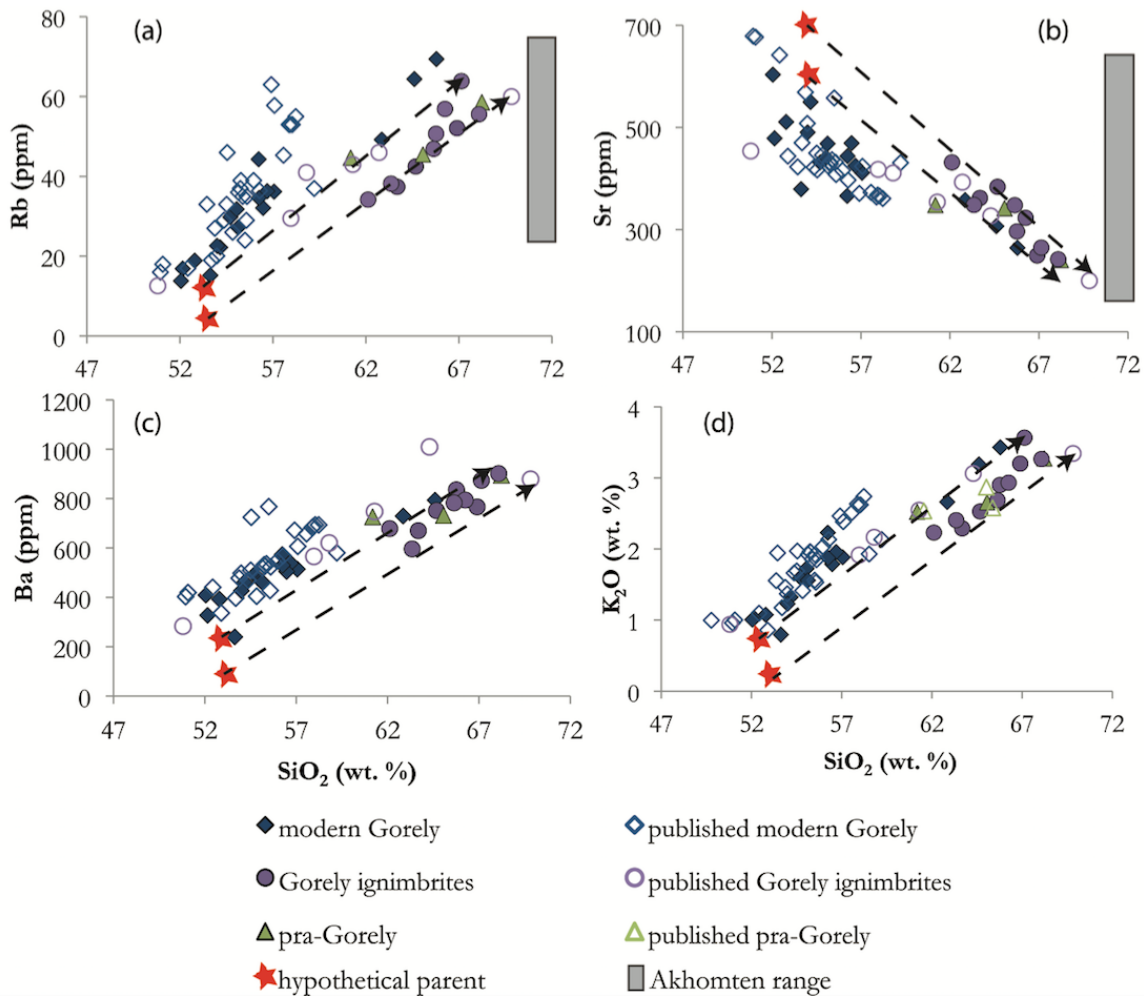 (a)
80
60
40
20
0
Rb (ppm)
47 52 57 62 67 72
(b)
700
500
300
100
Sr (ppm)
47 52 57 62 67 72
(c)
1200
1000
800
600
400
200
0
Ba (ppm)
47 52 57 62 67 72
SiO₂ (wt. %)
(d)
4
3
2
1
0
K₂O (wt. %)
47 52 57 62 67 72
SiO₂ (wt. %)
modern Gorely
published modern Gorely
Gorely ignimbrites
published Gorely ignimbrites
pra-Gorely
published pra-Gorely
hypothetical parent
Akhomten range